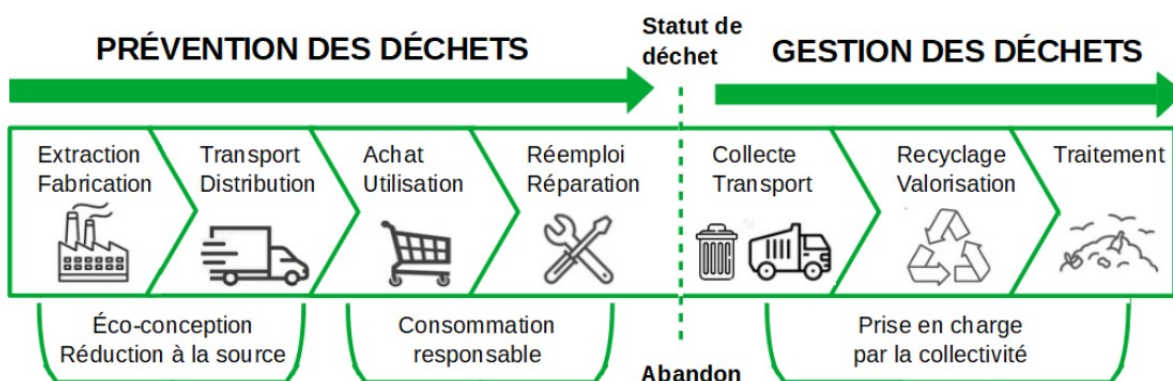 PRÉVENTION DES DÉCHETS
Statut de
déchet
GESTION DES DÉCHETS
Extraction
Fabrication
Transport
Distribution
Achat
Utilisation
Réemploi
Réparation
Collecte
Transport
Recyclage
Valorisation
Traitement
Éco-conception
Réduction à la source
Consommation
responsable
Prise en charge
par la collectivité
Abandon